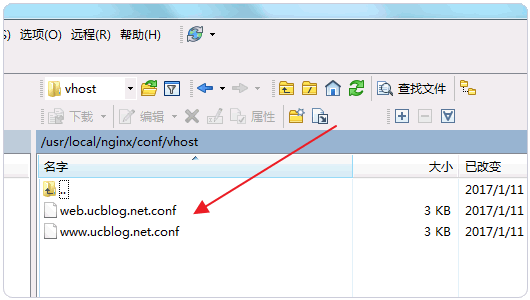 S) 选项(O) 远程(R) 帮助(H)
vhost 查找文件
下载 编辑 属性
/usr/local/nginx/conf/vhost
名字 大小 已改变
.. 2017/1/11
web.ucblog.net.conf 3 KB 2017/1/11
www.ucblog.net.conf 3 KB 2017/1/11